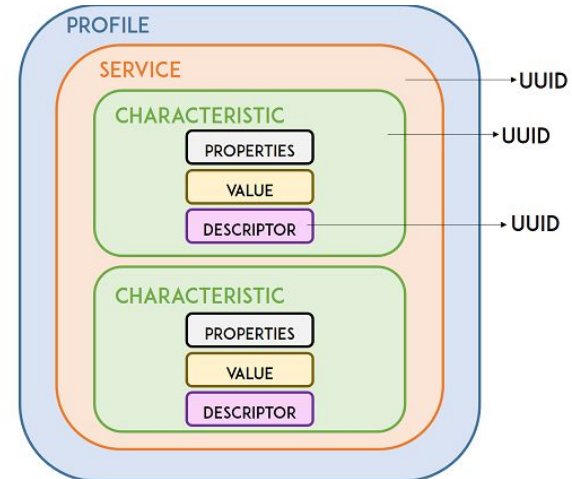 PROFILE
SERVICE
UUID
CHARACTERISTIC
UUID
PROPERTIES
VALUE
DESCRIPTOR
UUID
CHARACTERISTIC
PROPERTIES
VALUE
DESCRIPTOR